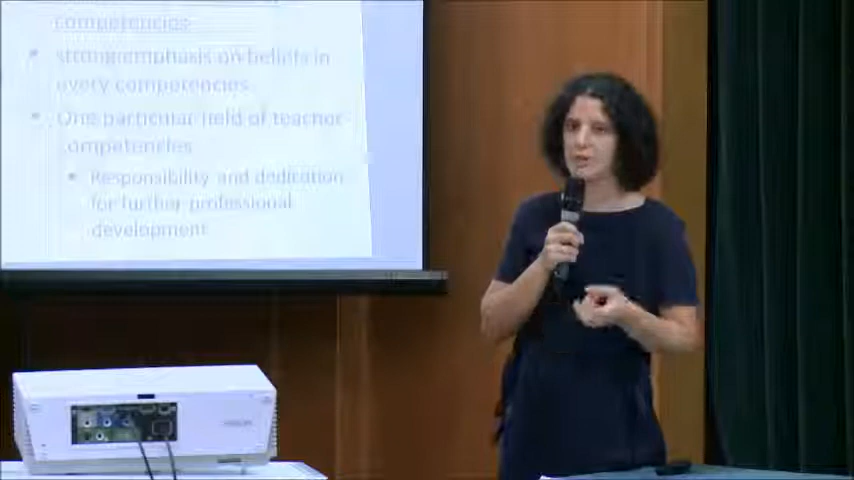 competencies
• strong emphasis on beliefs in
every competencies
• One particular field of teacher
ompetencies
• Responsibility and dedication
for further professional
development